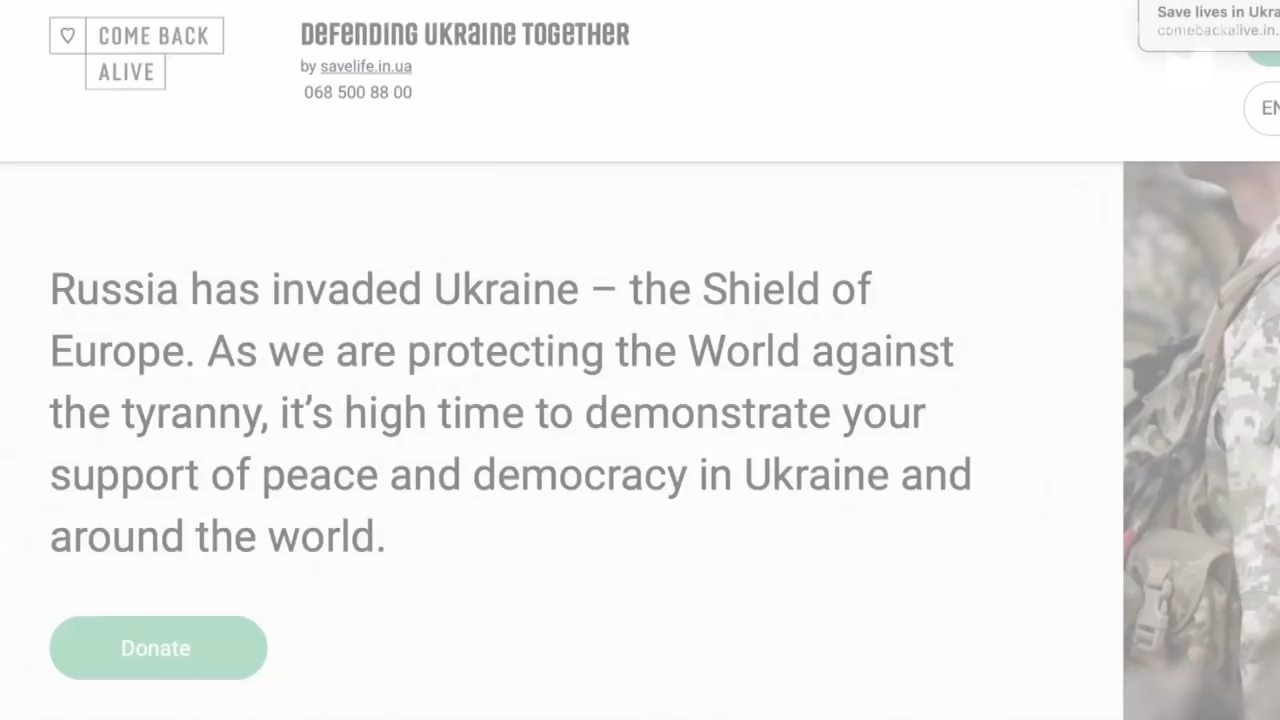 COME BACK
ALIVE
DEFENDING UKRAINE TOGETHER
by savelife.in.ua
068 500 88 00
Save lives in Ukra
comebackalive.in.
EN
Russia has invaded Ukraine – the Shield of
Europe. As we are protecting the World against
the tyranny, it’s high time to demonstrate your
support of peace and democracy in Ukraine and
around the world.
Donate